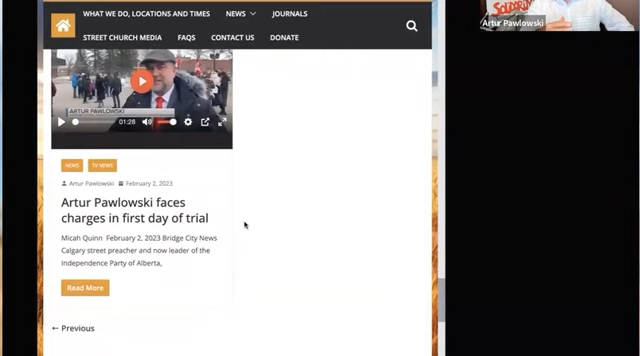 WHAT WE DO, LOCATIONS AND TIMES NEWS JOURNALS
STREET CHURCH MEDIA FAQS CONTACT US DONATE
SOLIDARITY
Artur Pawlowski
ARTUR PAWLOWSKI
01:28
NEWS TV NEWS
Artur Pawlowski February 2, 2023
Artur Pawlowski faces
charges in first day of trial
Micah Quinn February 2, 2023 Bridge City News
Calgary street preacher and now leader of the
Independence Party of Alberta,
Read More
← Previous